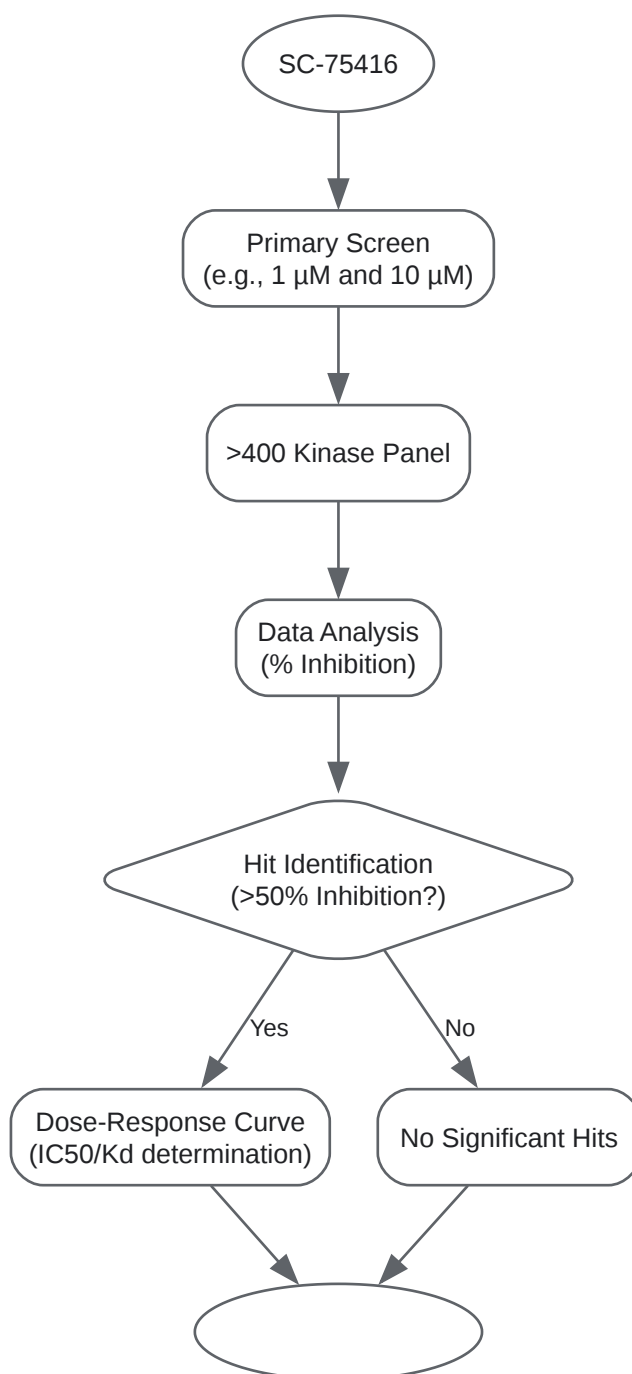 SC-75416
Primary Screen
(e.g., 1 µM and 10 µM)
>400 Kinase Panel
Data Analysis
(% Inhibition)
Hit Identification
(>50% Inhibition?)
Yes
No
Dose-Response Curve
(IC50/Kd determination)
No Significant Hits